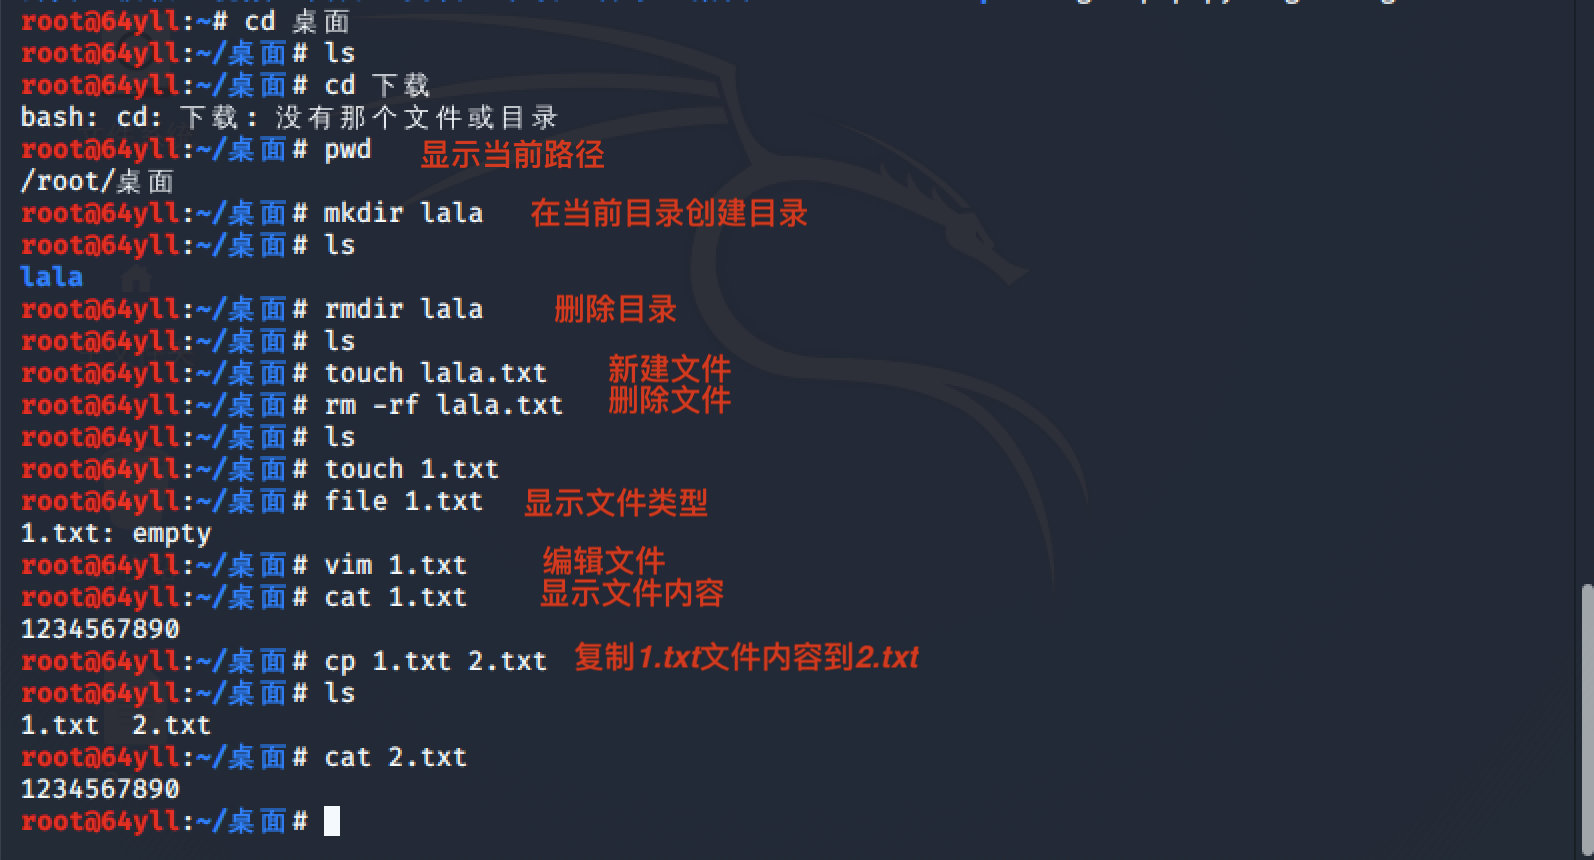 root@64yll:~# cd 桌面
root@64yll:~/桌面# ls
root@64yll:~/桌面# cd 下载
bash: cd: 下载: 没有那个文件或目录
root@64yll:~/桌面# pwd 显示当前路径
/root/桌面
root@64yll:~/桌面# mkdir lala 在当前目录创建目录
root@64yll:~/桌面# ls
lala
root@64yll:~/桌面# rmdir lala 删除目录
root@64yll:~/桌面# ls
root@64yll:~/桌面# touch lala.txt 新建文件
root@64yll:~/桌面# rm -rf lala.txt 删除文件
root@64yll:~/桌面# ls
root@64yll:~/桌面# touch 1.txt
root@64yll:~/桌面# file 1.txt 显示文件类型
1.txt: empty
root@64yll:~/桌面# vim 1.txt 编辑文件
root@64yll:~/桌面# cat 1.txt 显示文件内容
1234567890
root@64yll:~/桌面# cp 1.txt 2.txt 复制1.txt文件内容到2.txt
root@64yll:~/桌面# ls
1.txt  2.txt
root@64yll:~/桌面# cat 2.txt
1234567890
root@64yll:~/桌面#